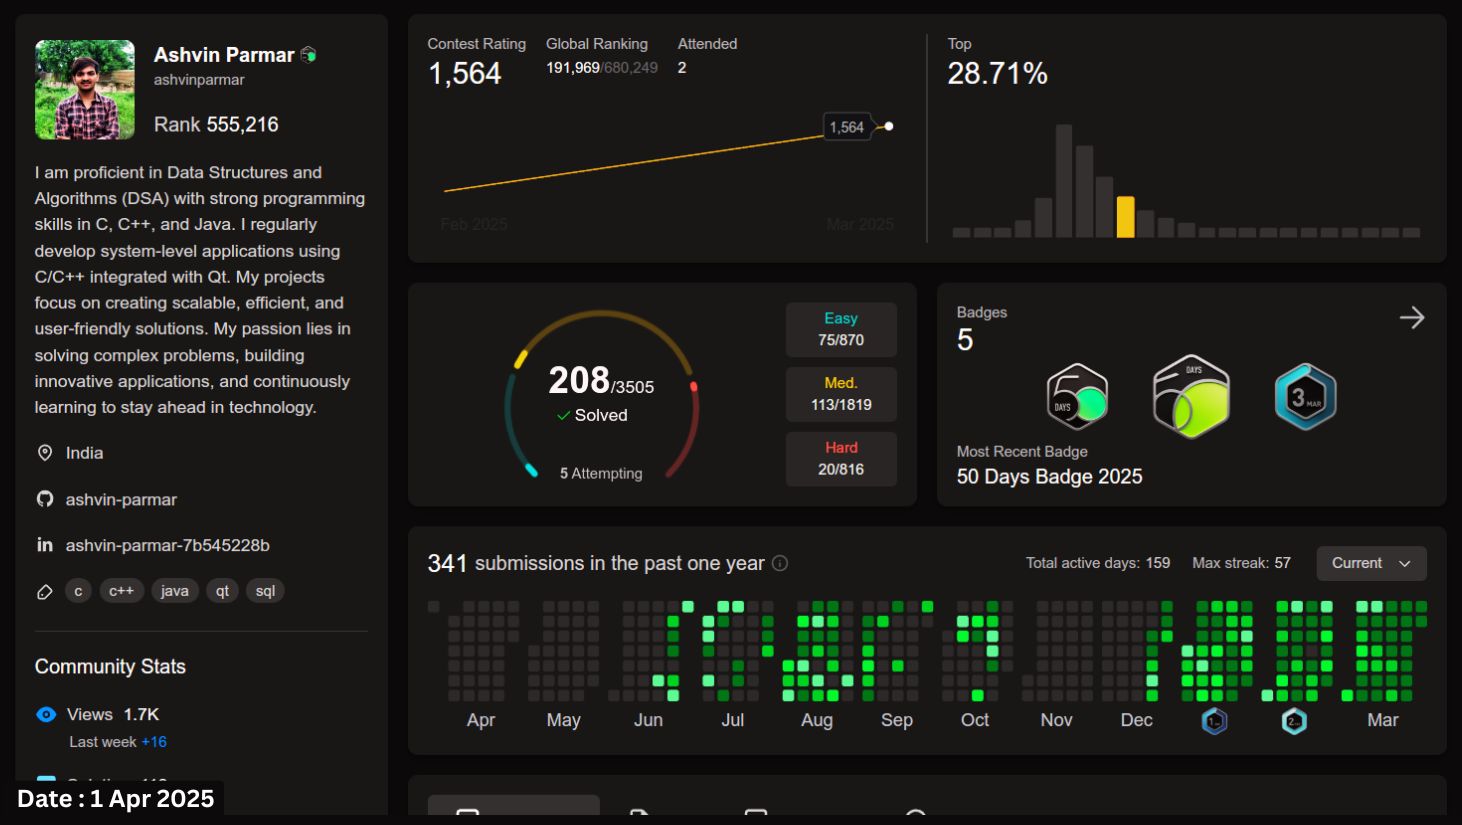 Ashvin Parmar
ashvinparmar
Rank 555,216
I am proficient in Data Structures and
Algorithms (DSA) with strong programming
skills in C, C++, and Java. I regularly
develop system-level applications using
C/C++ integrated with Qt. My projects
focus on creating scalable, efficient, and
user-friendly solutions. My passion lies in
solving complex problems, building
innovative applications, and continuously
learning to stay ahead in technology.
India
ashvin-parmar
in ashvin-parmar-7b545228b
c c++ java qt sql
Community Stats
Views 1.7K
Last week +16
Date : 1 Apr 2025
Contest Rating Global Ranking Attended
1,564 191,969/680,249 2
1,564
Feb 2025 Mar 2025
Top
28.71%
208/3505
Solved
5 Attempting
Easy
75/870
Med.
113/1819
Hard
20/816
Badges
5
DAYS
DAYS
3 MAR
Most Recent Badge
50 Days Badge 2025
341 submissions in the past one year
Total active days: 159 Max streak: 57 Current
Apr May Jun Jul Aug Sep Oct Nov Dec Mar